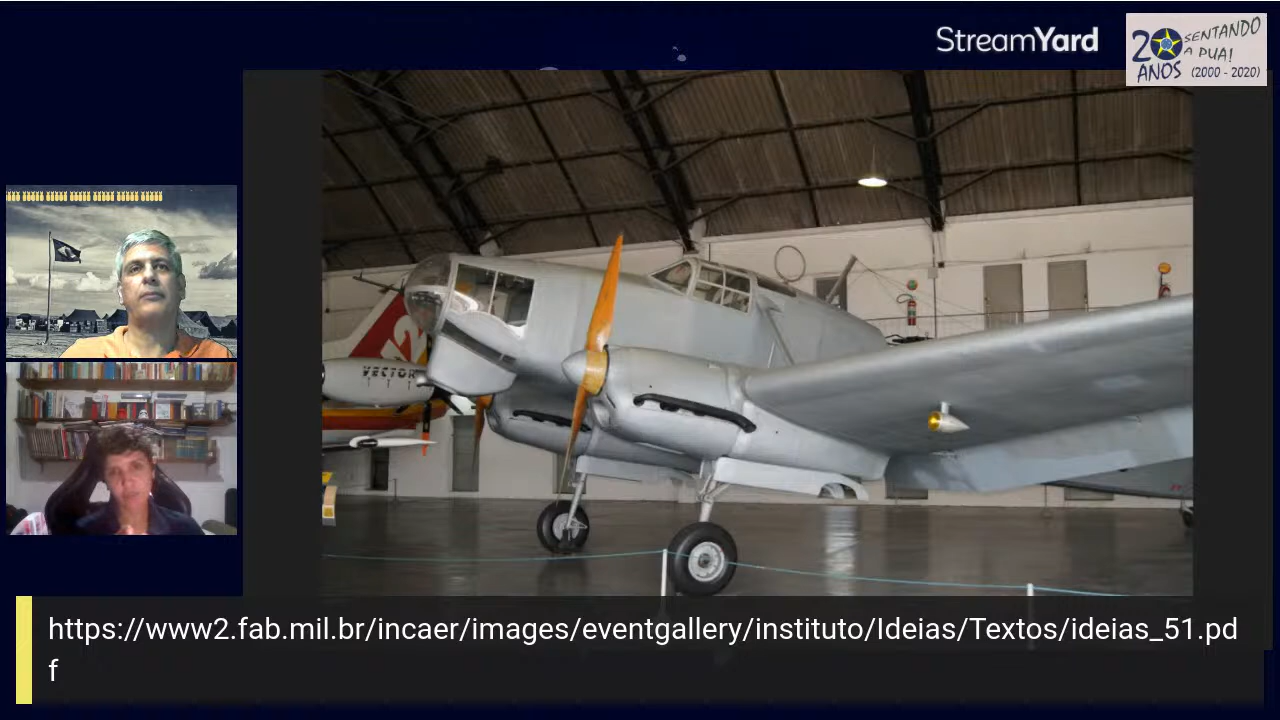 StreamYard
20 SENTANDO
A PUA!
ANOS (2000 - 2020)
VECTOR
https://www2.fab.mil.br/incaer/images/eventgallery/instituto/Ideias/Textos/ideias_51.pd
f